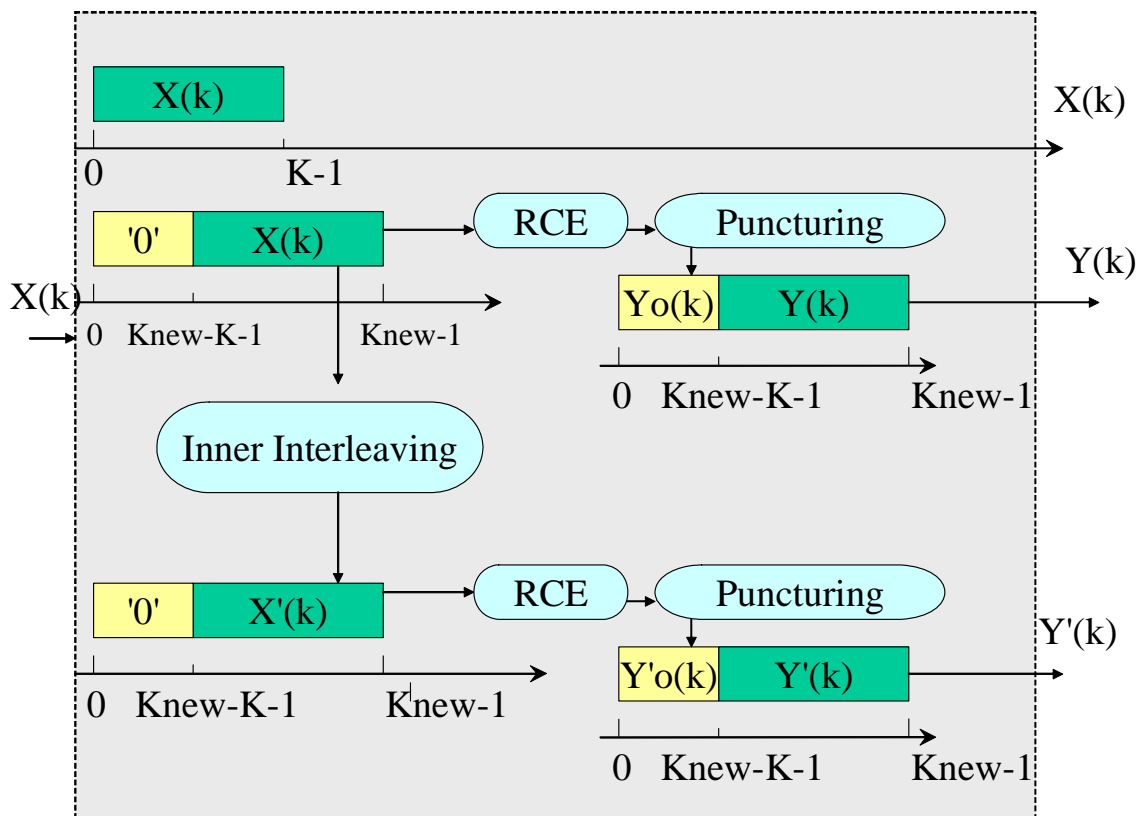 X(k)
X(k)
0 K-1
'0' X(k) RCE Puncturing
Y(k)
X(k)
Yo(k) Y(k)
0 Knew-K-1 Knew-1
0 Knew-K-1 Knew-1
Inner Interleaving
'0' X'(k) RCE Puncturing
Y'(k)
Y'o(k) Y'(k)
0 Knew-K-1 Knew-1
0 Knew-K-1 Knew-1